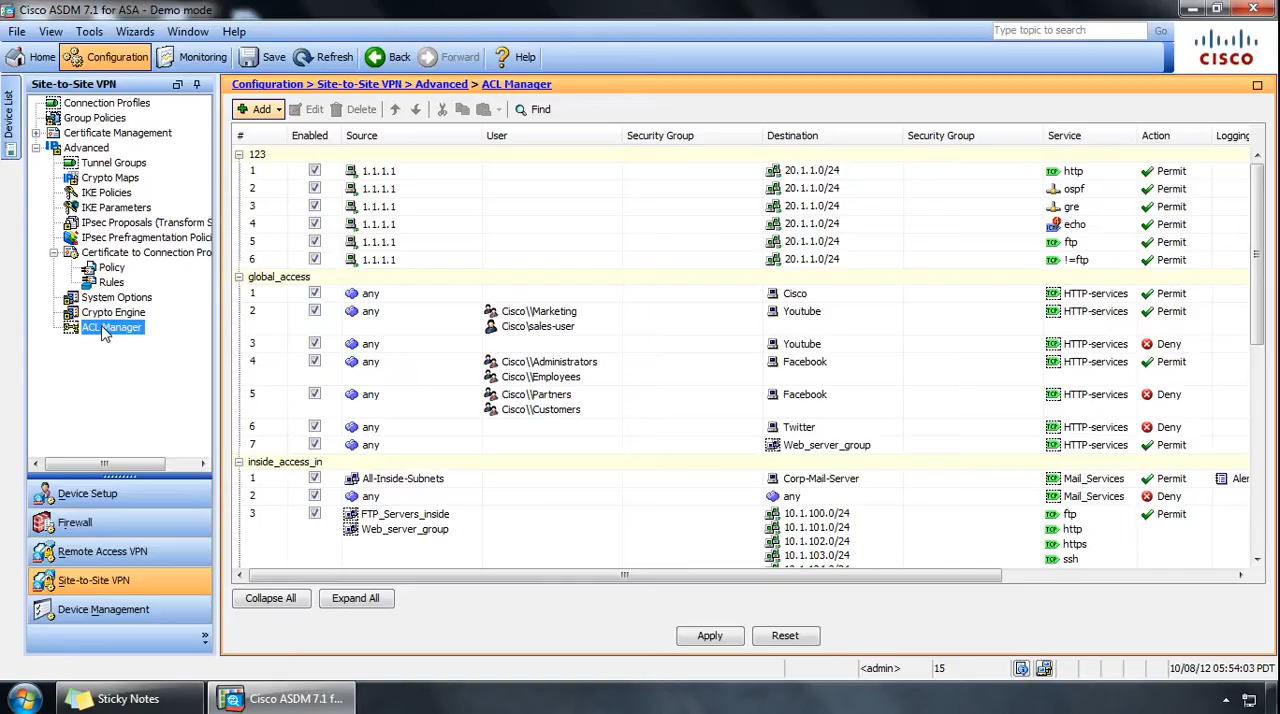 Cisco ASDM 7.1 for ASA - Demo mode
File View Tools Wizards Window Help Type topic to search Go
Home Configuration Monitoring Save Refresh Back Forward Help
CISCO
Device List
Site-to-Site VPN
Connection Profiles
Group Policies
Certificate Management
Advanced
Tunnel Groups
Crypto Maps
IKE Policies
IKE Parameters
IPsec Proposals (Transform S
IPsec Prefragmentation Polici
Certificate to Connection Pro
Policy
Rules
System Options
Crypto Engine
ACL Manager
Device Setup
Firewall
Remote Access VPN
Site-to-Site VPN
Device Management
Configuration > Site-to-Site VPN > Advanced > ACL Manager
Add Edit Delete Find
# Enabled Source User Security Group Destination Security Group Service Action Logging
123
1 1.1.1.1 20.1.1.0/24 http Permit
2 1.1.1.1 20.1.1.0/24 ospf Permit
3 1.1.1.1 20.1.1.0/24 gre Permit
4 1.1.1.1 20.1.1.0/24 echo Permit
5 1.1.1.1 20.1.1.0/24 ftp Permit
6 1.1.1.1 20.1.1.0/24 !=ftp Permit
global_access
1 any Cisco HTTP-services Permit
2 any Cisco\\Marketing Youtube HTTP-services Permit
Cisco\sales-user
3 any Youtube HTTP-services Deny
4 any Cisco\\Administrators Facebook HTTP-services Permit
Cisco\\Employees
5 any Cisco\\Partners Facebook HTTP-services Deny
Cisco\\Customers
6 any Twitter HTTP-services Deny
7 any Web_server_group HTTP-services Permit
inside_access_in
1 All-Inside-Subnets Corp-Mail-Server Mail_Services Permit Aler
2 any any Mail_Services Deny
3 FTP_Servers_inside 10.1.100.0/24 ftp Permit
Web_server_group 10.1.101.0/24 http
10.1.102.0/24 https
10.1.103.0/24 ssh
Collapse All Expand All
Apply Reset
<admin> 15 10/08/12 05:54:03 PDT
Sticky Notes Cisco ASDM 7.1 f...